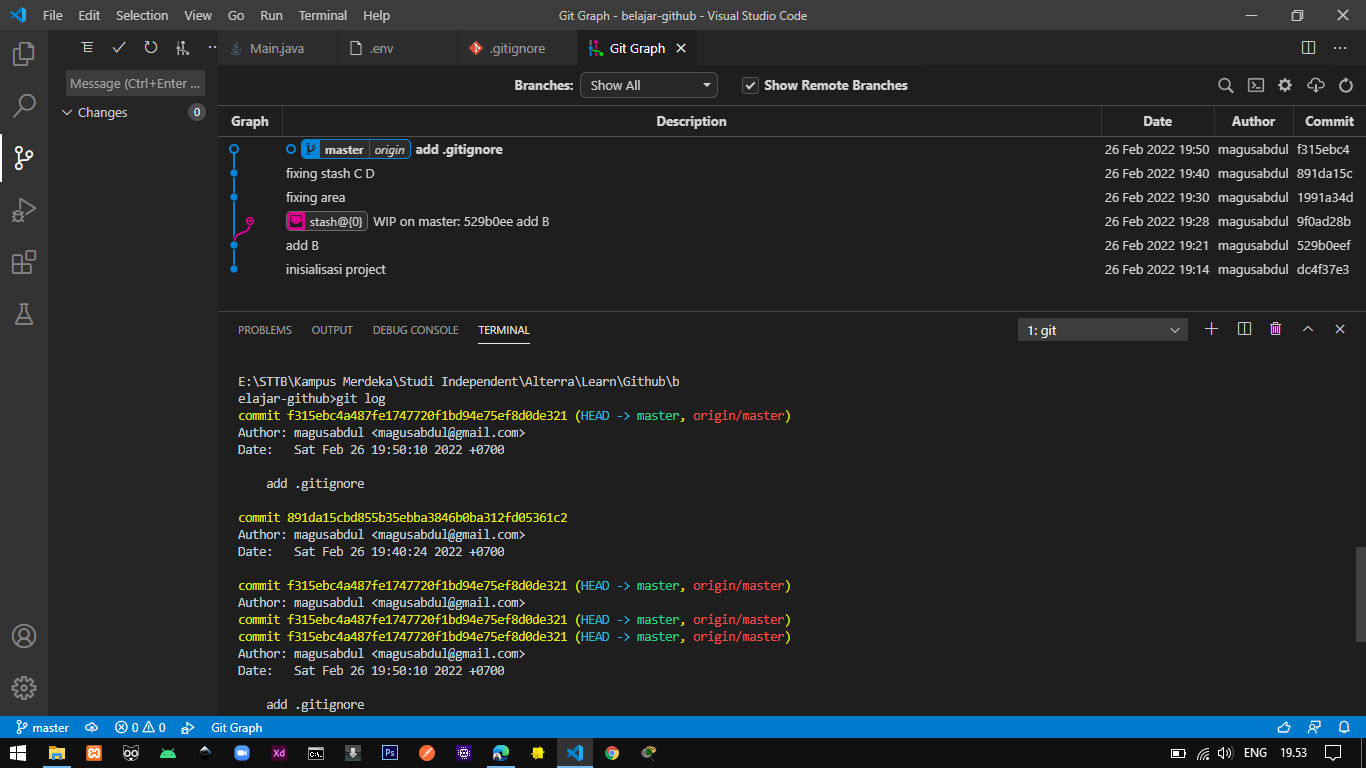 File Edit Selection View Go Run Terminal Help Git Graph - belajar-github - Visual Studio Code
Main.java .env .gitignore Git Graph
Branches: Show All Show Remote Branches
Message (Ctrl+Enter ...
Changes 0
Graph Description Date Author Commit
master origin add .gitignore 26 Feb 2022 19:50 magusabdul f315ebc4
fixing stash C D 26 Feb 2022 19:40 magusabdul 891da15c
fixing area 26 Feb 2022 19:30 magusabdul 1991a34d
stash@{0} WIP on master: 529b0ee add B 26 Feb 2022 19:28 magusabdul 9f0ad28b
add B 26 Feb 2022 19:21 magusabdul 529b0eef
inisialisasi project 26 Feb 2022 19:14 magusabdul dc4f37e3
PROBLEMS OUTPUT DEBUG CONSOLE TERMINAL 1: git
E:\STTB\Kampus Merdeka\Studi Independent\Alterra\Learn\Github\b
elajar-github>git log
commit f315ebc4a487fe1747720f1bd94e75ef8d0de321 (HEAD -> master, origin/master)
Author: magusabdul <magusabdul@gmail.com>
Date: Sat Feb 26 19:50:10 2022 +0700
add .gitignore
commit 891da15cbd855b35ebba3846b0ba312fd05361c2
Author: magusabdul <magusabdul@gmail.com>
Date: Sat Feb 26 19:40:24 2022 +0700
commit f315ebc4a487fe1747720f1bd94e75ef8d0de321 (HEAD -> master, origin/master)
Author: magusabdul <magusabdul@gmail.com>
commit f315ebc4a487fe1747720f1bd94e75ef8d0de321 (HEAD -> master, origin/master)
commit f315ebc4a487fe1747720f1bd94e75ef8d0de321 (HEAD -> master, origin/master)
Author: magusabdul <magusabdul@gmail.com>
Date: Sat Feb 26 19:50:10 2022 +0700
add .gitignore
master 0 0 Git Graph
Xd C:\ Ps ENG 19.53